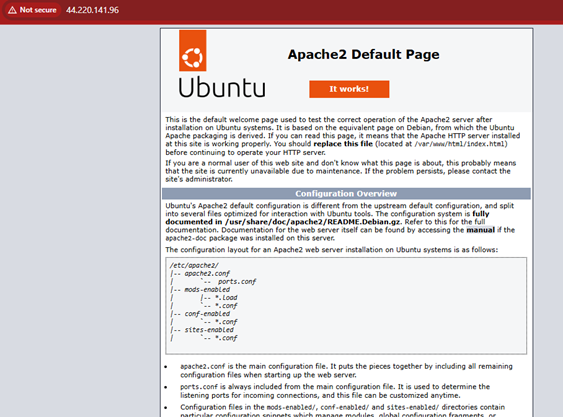 Not secure 44.220.141.96
Ubuntu
Apache2 Default Page
It works!
This is the default welcome page used to test the correct operation of the Apache2 server after
installation on Ubuntu systems. It is based on the equivalent page on Debian, from which the Ubuntu
Apache packaging is derived. If you can read this page, it means that the Apache HTTP server installed
at this site is working properly. You should replace this file (located at /var/www/html/index.html)
before continuing to operate your HTTP server.
If you are a normal user of this web site and don't know what this page is about, this probably means
that the site is currently unavailable due to maintenance. If the problem persists, please contact the
site's administrator.
Configuration Overview
Ubuntu's Apache2 default configuration is different from the upstream default configuration, and split
into several files optimized for interaction with Ubuntu tools. The configuration system is fully
documented in /usr/share/doc/apache2/README.Debian.gz. Refer to this for the full
documentation. Documentation for the web server itself can be found by accessing the manual if the
apache2-doc package was installed on this server.
The configuration layout for an Apache2 web server installation on Ubuntu systems is as follows:
/etc/apache2/
|-- apache2.conf
|       `--  ports.conf
|-- mods-enabled
|       |-- *.load
|       `-- *.conf
|-- conf-enabled
|       `-- *.conf
|-- sites-enabled
|       `-- *.conf
• apache2.conf is the main configuration file. It puts the pieces together by including all remaining
configuration files when starting up the web server.
• ports.conf is always included from the main configuration file. It is used to determine the
listening ports for incoming connections, and this file can be customized anytime.
• Configuration files in the mods-enabled/, conf-enabled/ and sites-enabled/ directories contain
particular configuration snippets which manage modules, global configuration fragments, or